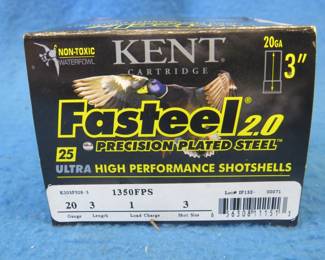 NON-TOXIC
WATERFOWL
KENT
CARTRIDGE
20GA
3"
Fasteel 2.0
PRECISION PLATED STEEL
25
ULTRA HIGH PERFORMANCE SHOTSHELLS
1350FPS
20 3 1 3
Gauge Length Load Charge Shot Size